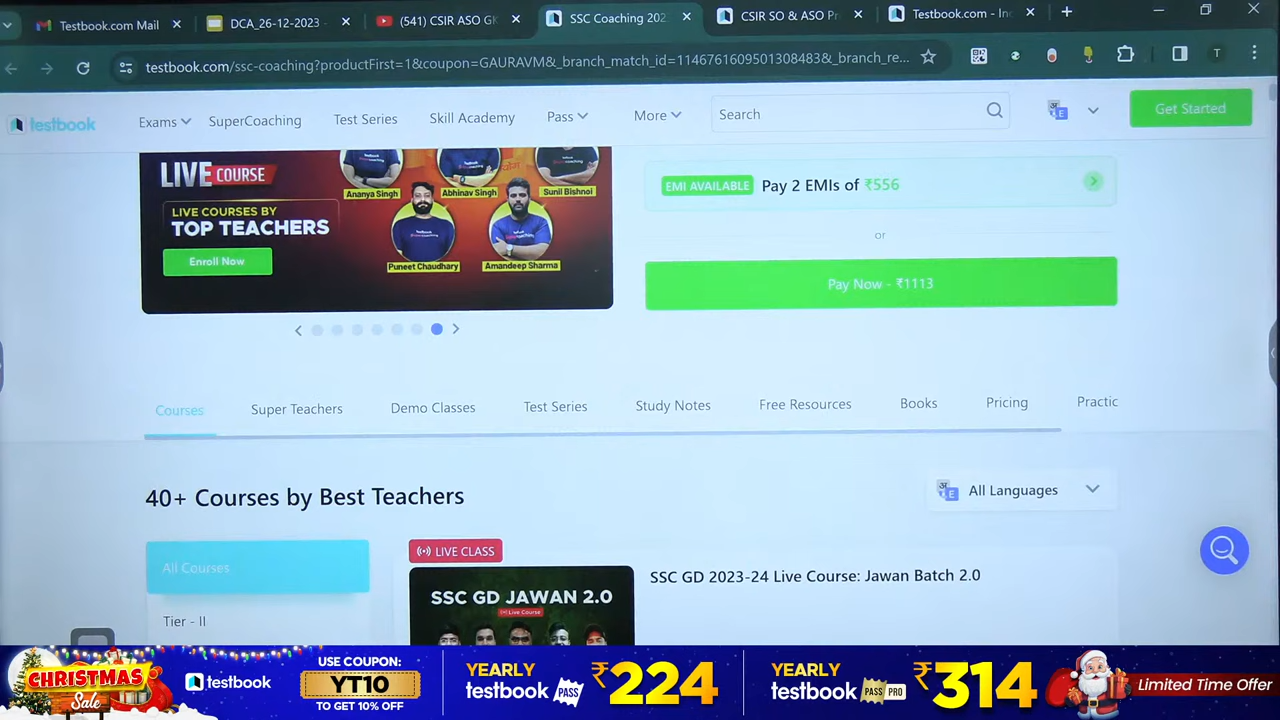 Testbook.com Mail
DCA_26-12-2023 -
(541) CSIR ASO GK
SSC Coaching 202
CSIR SO & ASO Pr
Testbook.com - Inc
testbook.com/ssc-coaching?productFirst=1&coupon=GAURAVM&_branch_match_id=1146761609501308483&_branch_re...
T
testbook
Exams
SuperCoaching
Test Series
Skill Academy
Pass
More
Search
Get Started
LIVE COURSE
LIVE COURSES BY
TOP TEACHERS
Enroll Now
Ananya Singh
Abhinav Singh
Sunil Bishnoi
Puneet Chaudhary
Amandeep Sharma
EMI AVAILABLE Pay 2 EMIs of ₹556
or
Pay Now - ₹1113
Courses
Super Teachers
Demo Classes
Test Series
Study Notes
Free Resources
Books
Pricing
Practic
40+ Courses by Best Teachers
All Languages
All Courses
Tier - II
LIVE CLASS
SSC GD JAWAN 2.0
Live Course
SSC GD 2023-24 Live Course: Jawan Batch 2.0
CHRISTMAS
Sale
testbook
USE COUPON:
YT10
TO GET 10% OFF
YEARLY
testbook PASS
₹224
YEARLY
testbook PASS PRO
₹314
Limited Time Offer